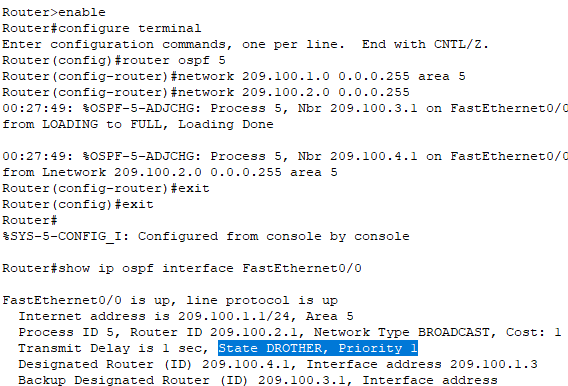 Router>enable
Router#configure terminal
Enter configuration commands, one per line.  End with CNTL/Z.
Router(config)#router ospf 5
Router(config-router)#network 209.100.1.0 0.0.0.255 area 5
Router(config-router)#network 209.100.2.0 0.0.0.255
00:27:49: %OSPF-5-ADJCHG: Process 5, Nbr 209.100.3.1 on FastEthernet0/0
from LOADING to FULL, Loading Done
00:27:49: %OSPF-5-ADJCHG: Process 5, Nbr 209.100.4.1 on FastEthernet0/0
from Lnetwork 209.100.2.0 0.0.0.255 area 5
Router(config-router)#exit
Router(config)#exit
Router#
%SYS-5-CONFIG_I: Configured from console by console
Router#show ip ospf interface FastEthernet0/0
FastEthernet0/0 is up, line protocol is up
Internet address is 209.100.1.1/24, Area 5
Process ID 5, Router ID 209.100.2.1, Network Type BROADCAST, Cost: 1
Transmit Delay is 1 sec, State DROTHER, Priority 1
Designated Router (ID) 209.100.4.1, Interface address 209.100.1.3
Backup Designated Router (ID) 209.100.3.1, Interface address